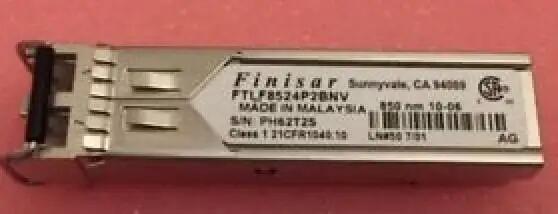 Finisar Sunnyvale, CA 94089
FTLF8524P2BNV
MADE IN MALAYSIA 850 nm 10-06
S/N: PH62T2S
Class 1 21CFR1040.10 LN#50 7/01
AG